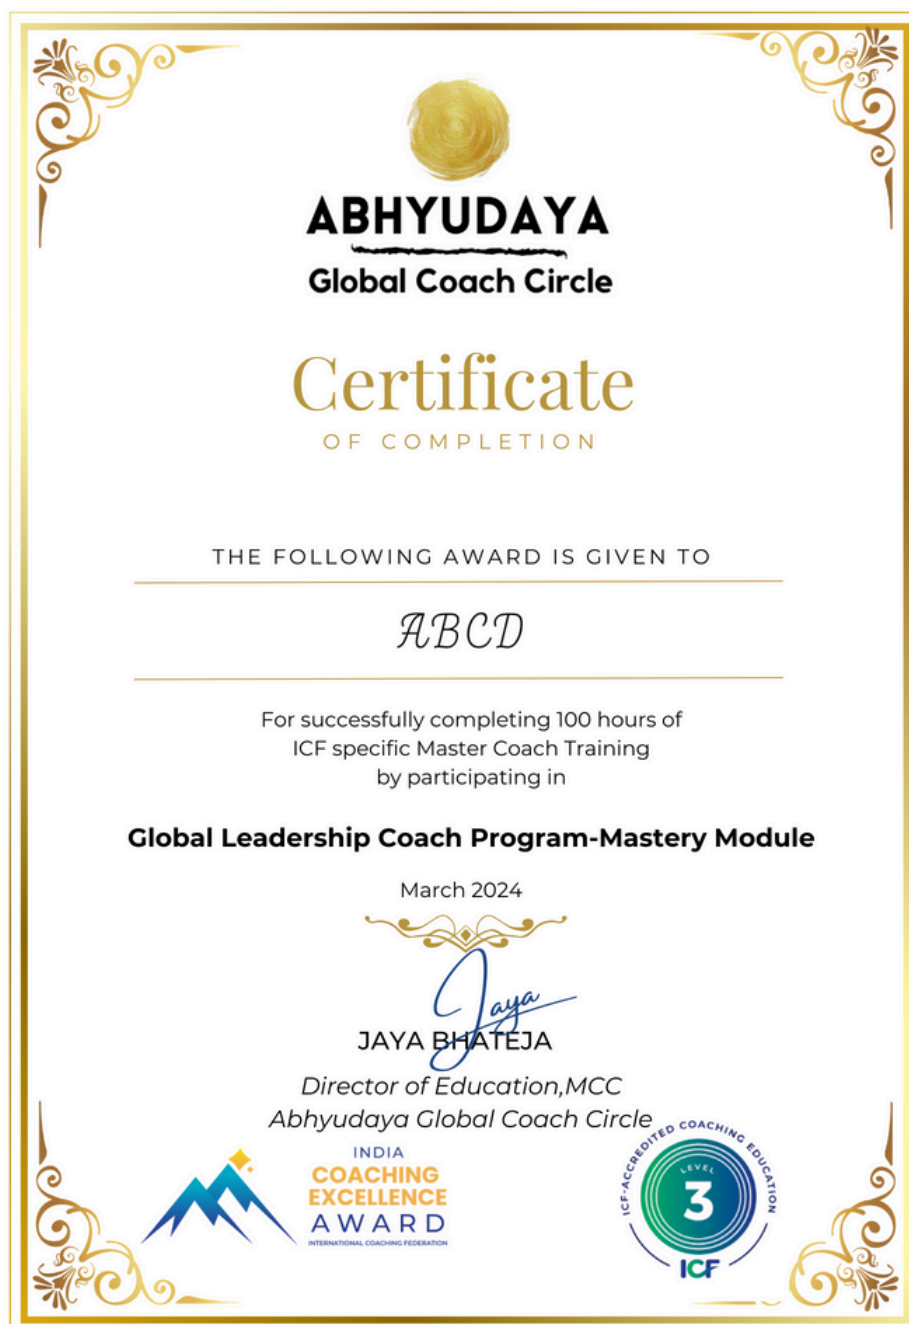 ABHYUDAYA
Global Coach Circle
Certificate
OF COMPLETION
THE FOLLOWING AWARD IS GIVEN TO
ABCD
For successfully completing 100 hours of
ICF specific Master Coach Training
by participating in
Global Leadership Coach Program-Mastery Module
March 2024
Jaya
JAYA BHATEJA
Director of Education,MCC
Abhyudaya Global Coach Circle
INDIA
COACHING
EXCELLENCE
AWARD
INTERNATIONAL COACHING FEDERATION
ICF-ACCREDITED COACHING EDUCATION
LEVEL
3
ICF